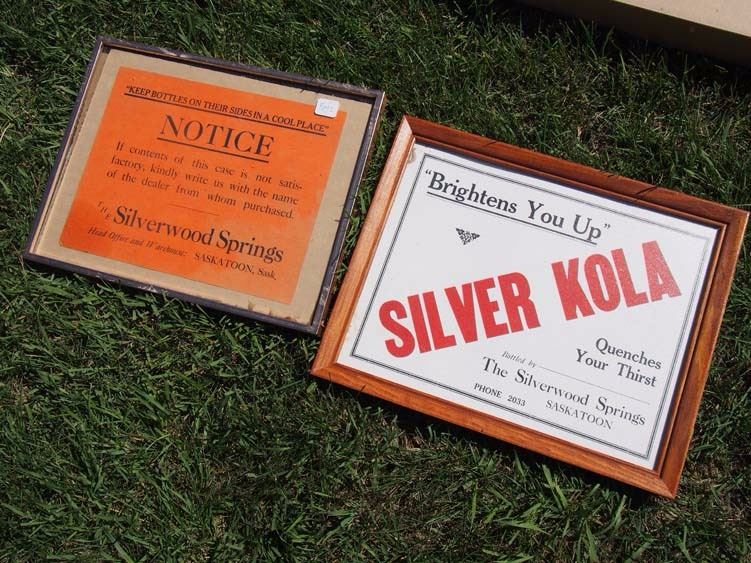 "KEEP BOTTLES ON THEIR SIDES IN A COOL PLACE"
NOTICE
If contents of this case is not satis-
factory, kindly write us with the name
of the dealer from whom purchased.
THE Silverwood Springs
Head Office and Warehouse: SASKATOON, Sask.
"Brightens You Up"
SILVER KOLA
Quenches
Your Thirst
Bottled by
The Silverwood Springs
PHONE 2033 SASKATOON